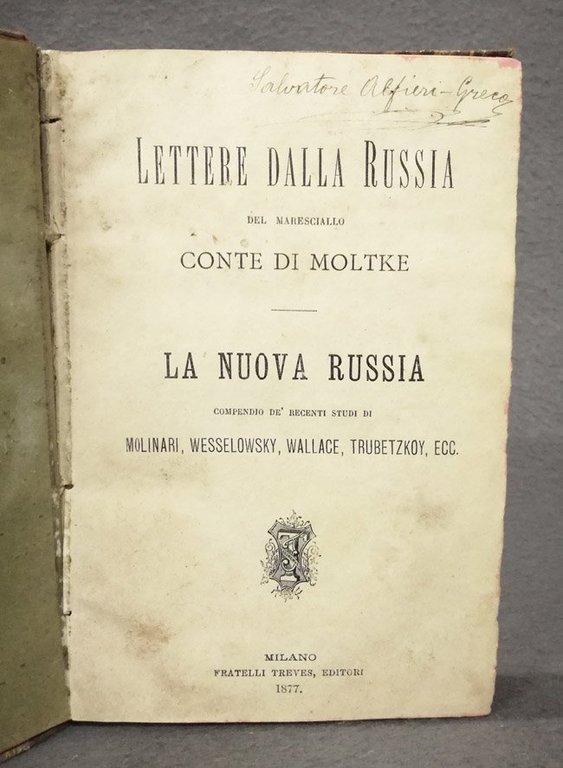 Salvatore Alfieri-Greco
LETTERE DALLA RUSSIA
DEL MARESCIALLO
CONTE DI MOLTKE
LA NUOVA RUSSIA
COMPENDIO DE' RECENTI STUDI DI
MOLINARI, WESSELOWSKY, WALLACE, TRUBETZKOY, ECC.
MILANO
FRATELLI TREVES, EDITORI
1877.